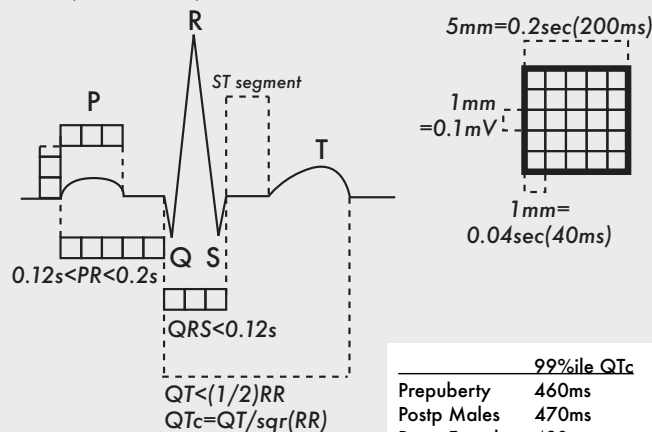 R
5mm=0.2sec(200ms)
ST segment
P
1mm
=0.1mV
T
1mm=
0.04sec(40ms)
Q S
0.12s<PR<0.2s
QRS<0.12s
QT<(1/2)RR
QTc=QT/sqr(RR)
99%ile QTc
Prepuberty 460ms
Postp Males 470ms